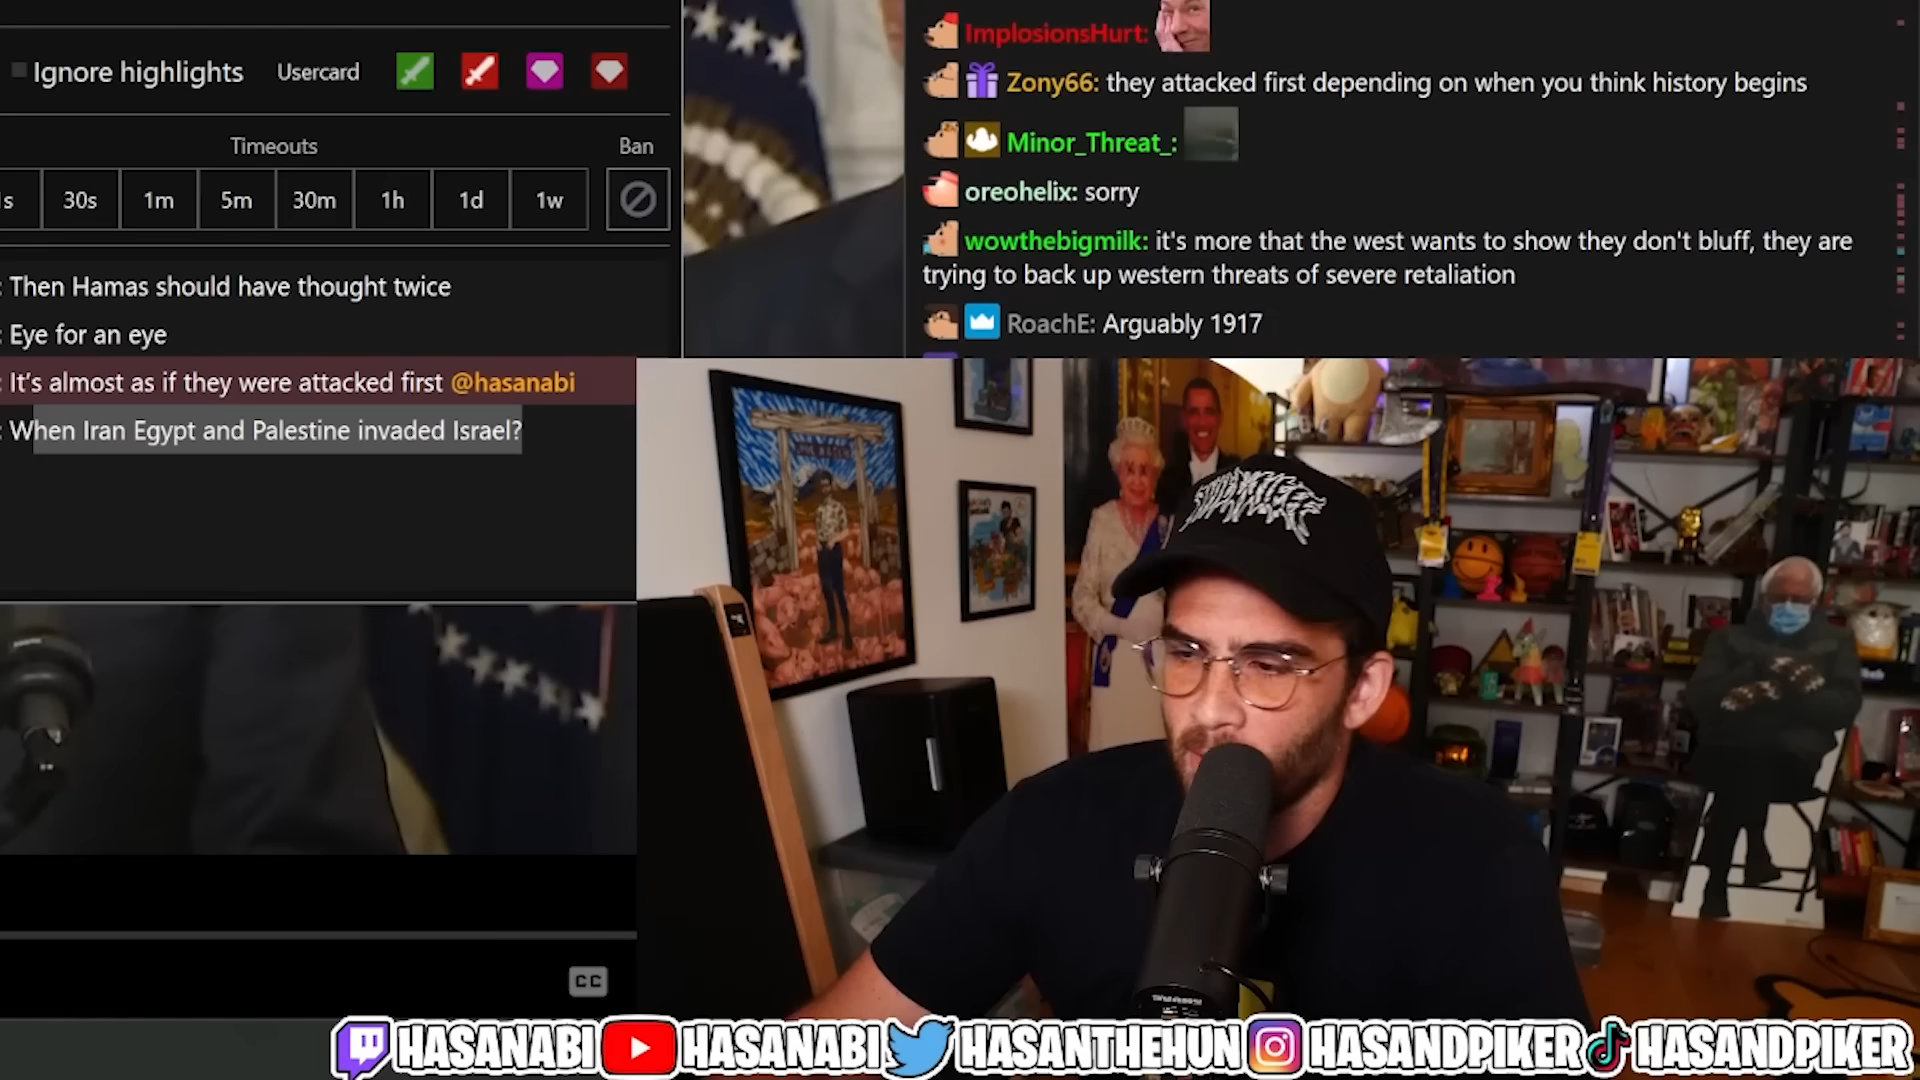 Ignore highlights Usercard
Timeouts Ban
s 30s 1m 5m 30m 1h 1d 1w
: Then Hamas should have thought twice
: Eye for an eye
: It's almost as if they were attacked first @hasanabi
: When Iran Egypt and Palestine invaded Israel?
ImplosionsHurt:
Zony66: they attacked first depending on when you think history begins
Minor_Threat_:
oreohelix: sorry
wowthebigmilk: it's more that the west wants to show they don't bluff, they are
trying to back up western threats of severe retaliation
RoachE: Arguably 1917
CC
HASANABI HASANABI HASANTHEHUN HASANDPIKER HASANDPIKER